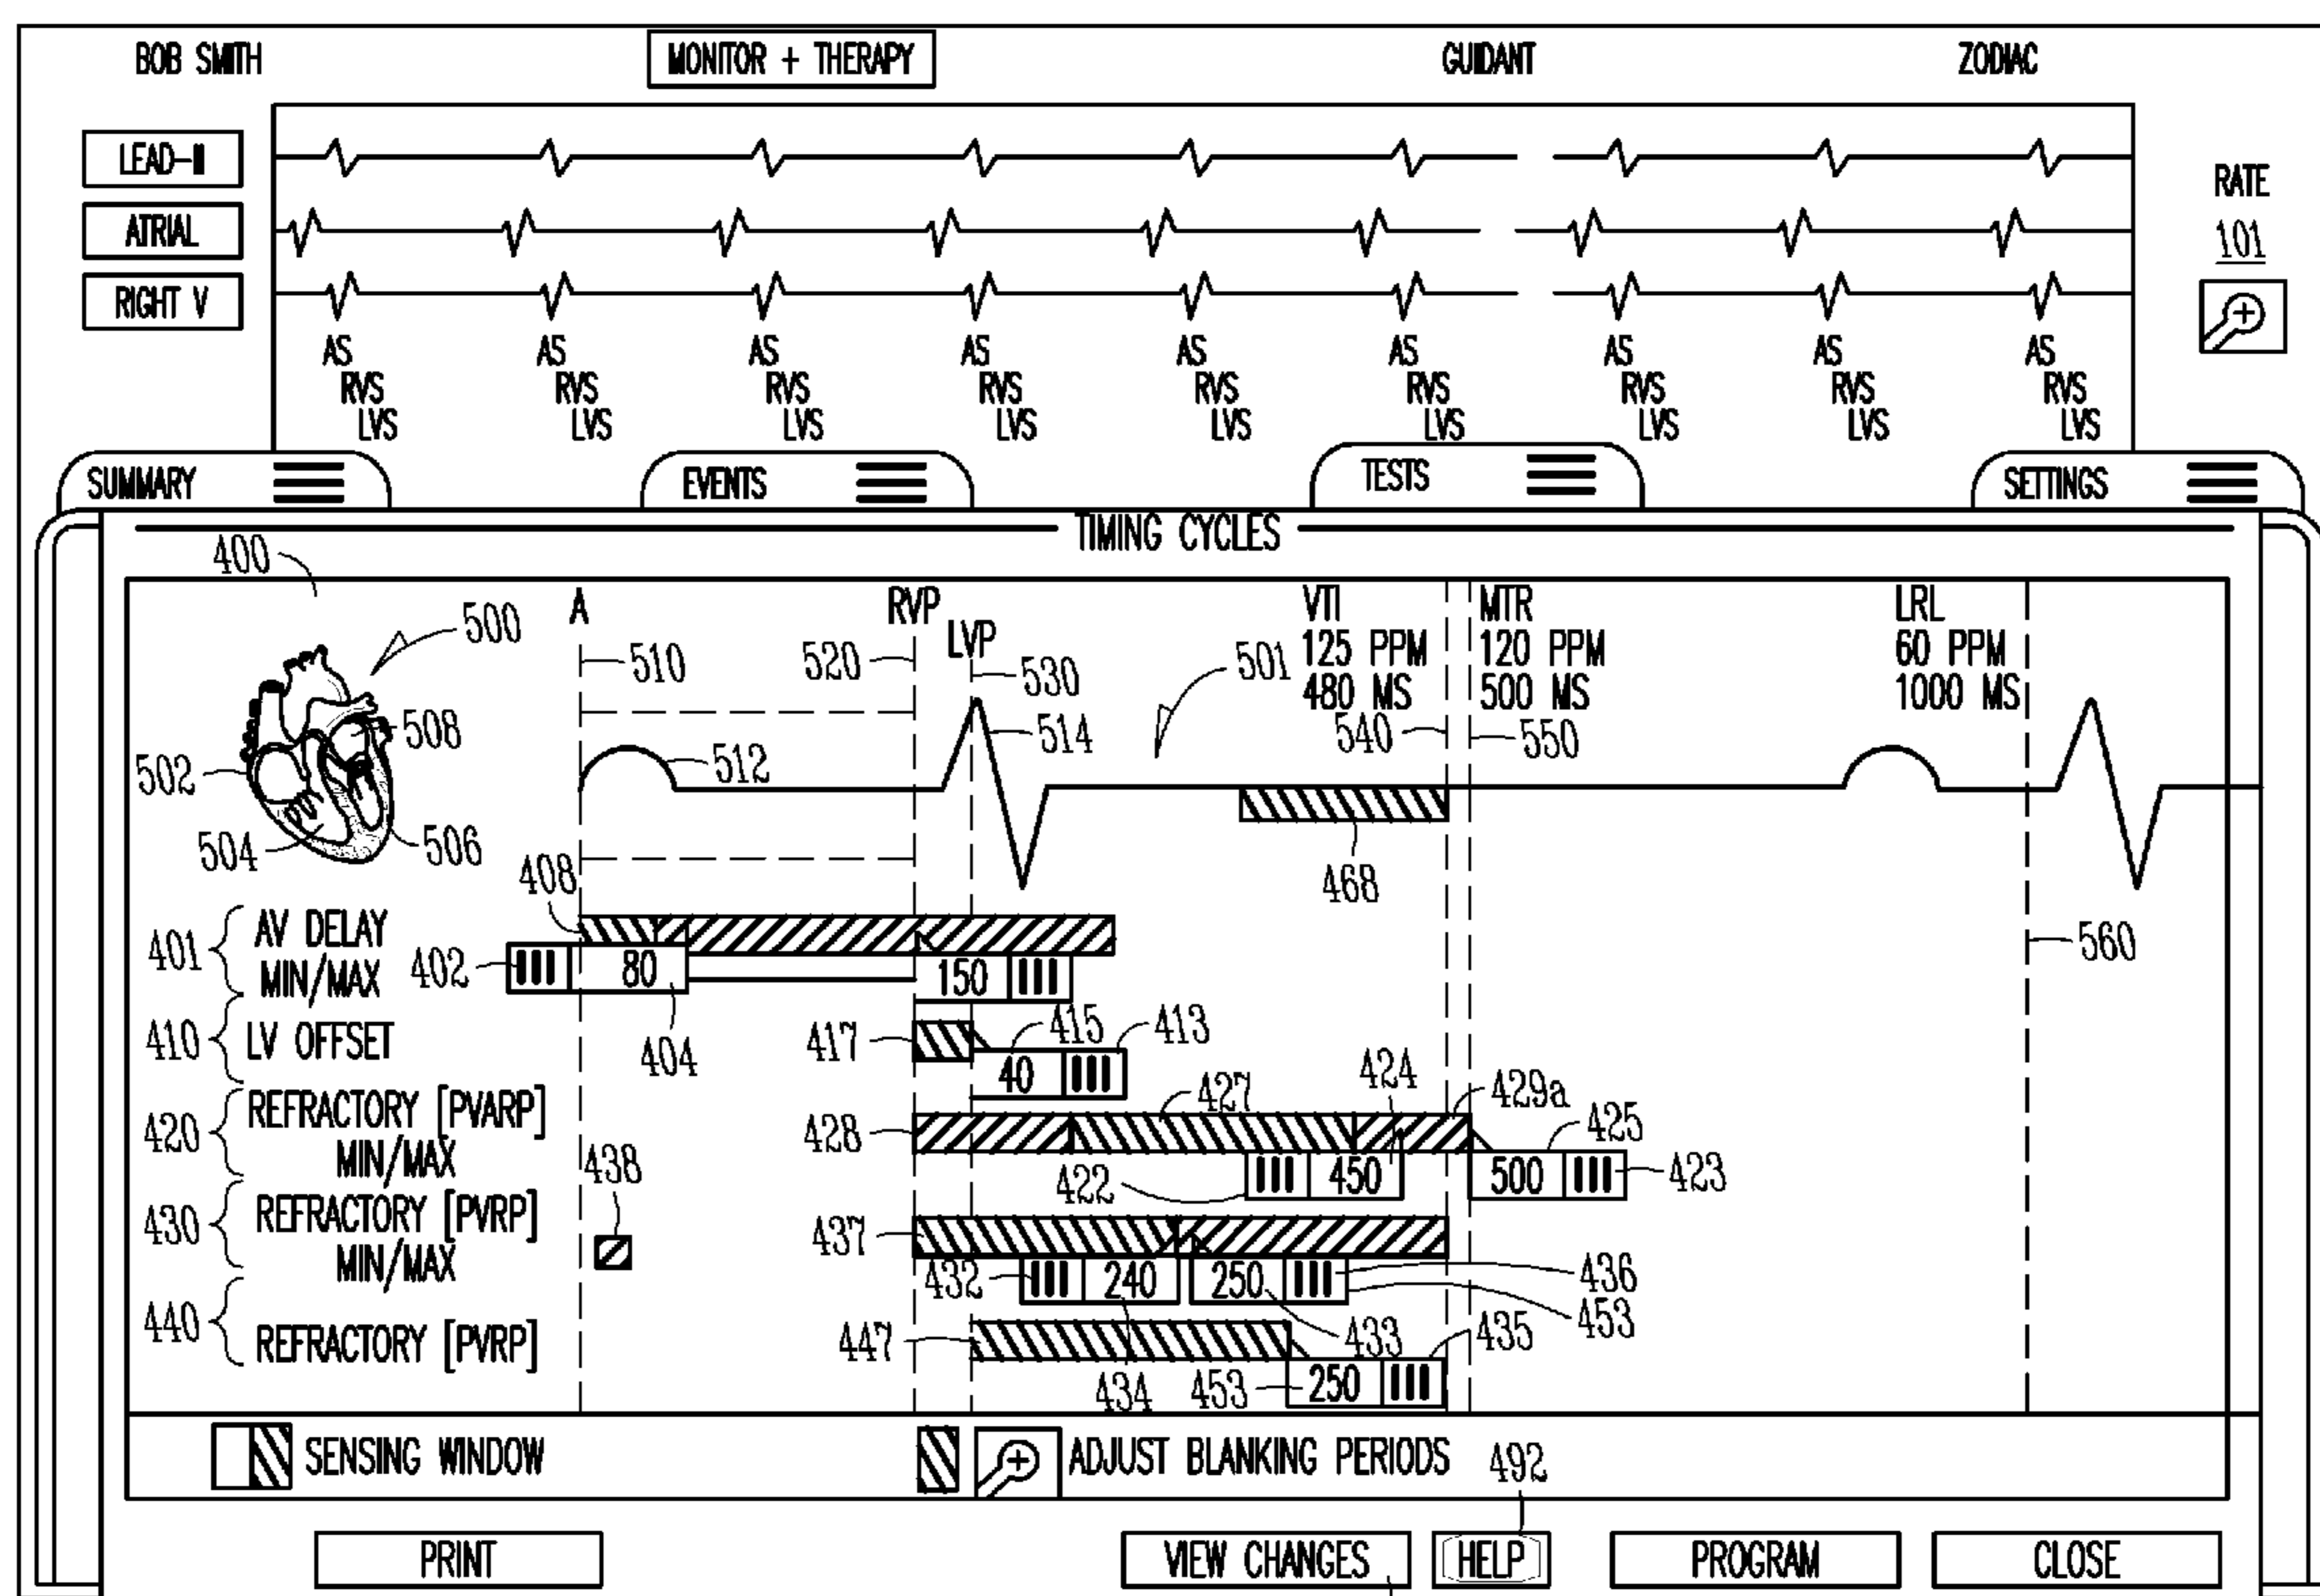 BOB SMITH MONITOR + THERAPY GUIDANT ZODIAC
LEAD-II
ATRIAL
RIGHT V
RATE
101
AS AS AS AS AS AS AS AS AS
RVS RVS RVS RVS RVS RVS RVS RVS RVS
LVS LVS LVS LVS LVS LVS LVS LVS LVS
SUMMARY EVENTS TESTS SETTINGS
TIMING CYCLES
400
A RVP VTI MTR LRL
500 LVP 125 PPM 120 PPM 60 PPM
510 520 530 501 480 MS 500 MS 1000 MS
508 514 540 550
502 512
504 506 468
408
401 AV DELAY
MIN/MAX 402 80 150 560
404
410 LV OFFSET 417 415 413
40
424 429a
420 REFRACTORY [PVARP] 428 427 425
MIN/MAX 438 422 450 500 423
430 REFRACTORY [PVRP] 437
MIN/MAX 432 240 250 436
453
440 REFRACTORY [PVRP] 447 433 435
434 453 250
SENSING WINDOW ADJUST BLANKING PERIODS 492
PRINT VIEW CHANGES HELP PROGRAM CLOSE